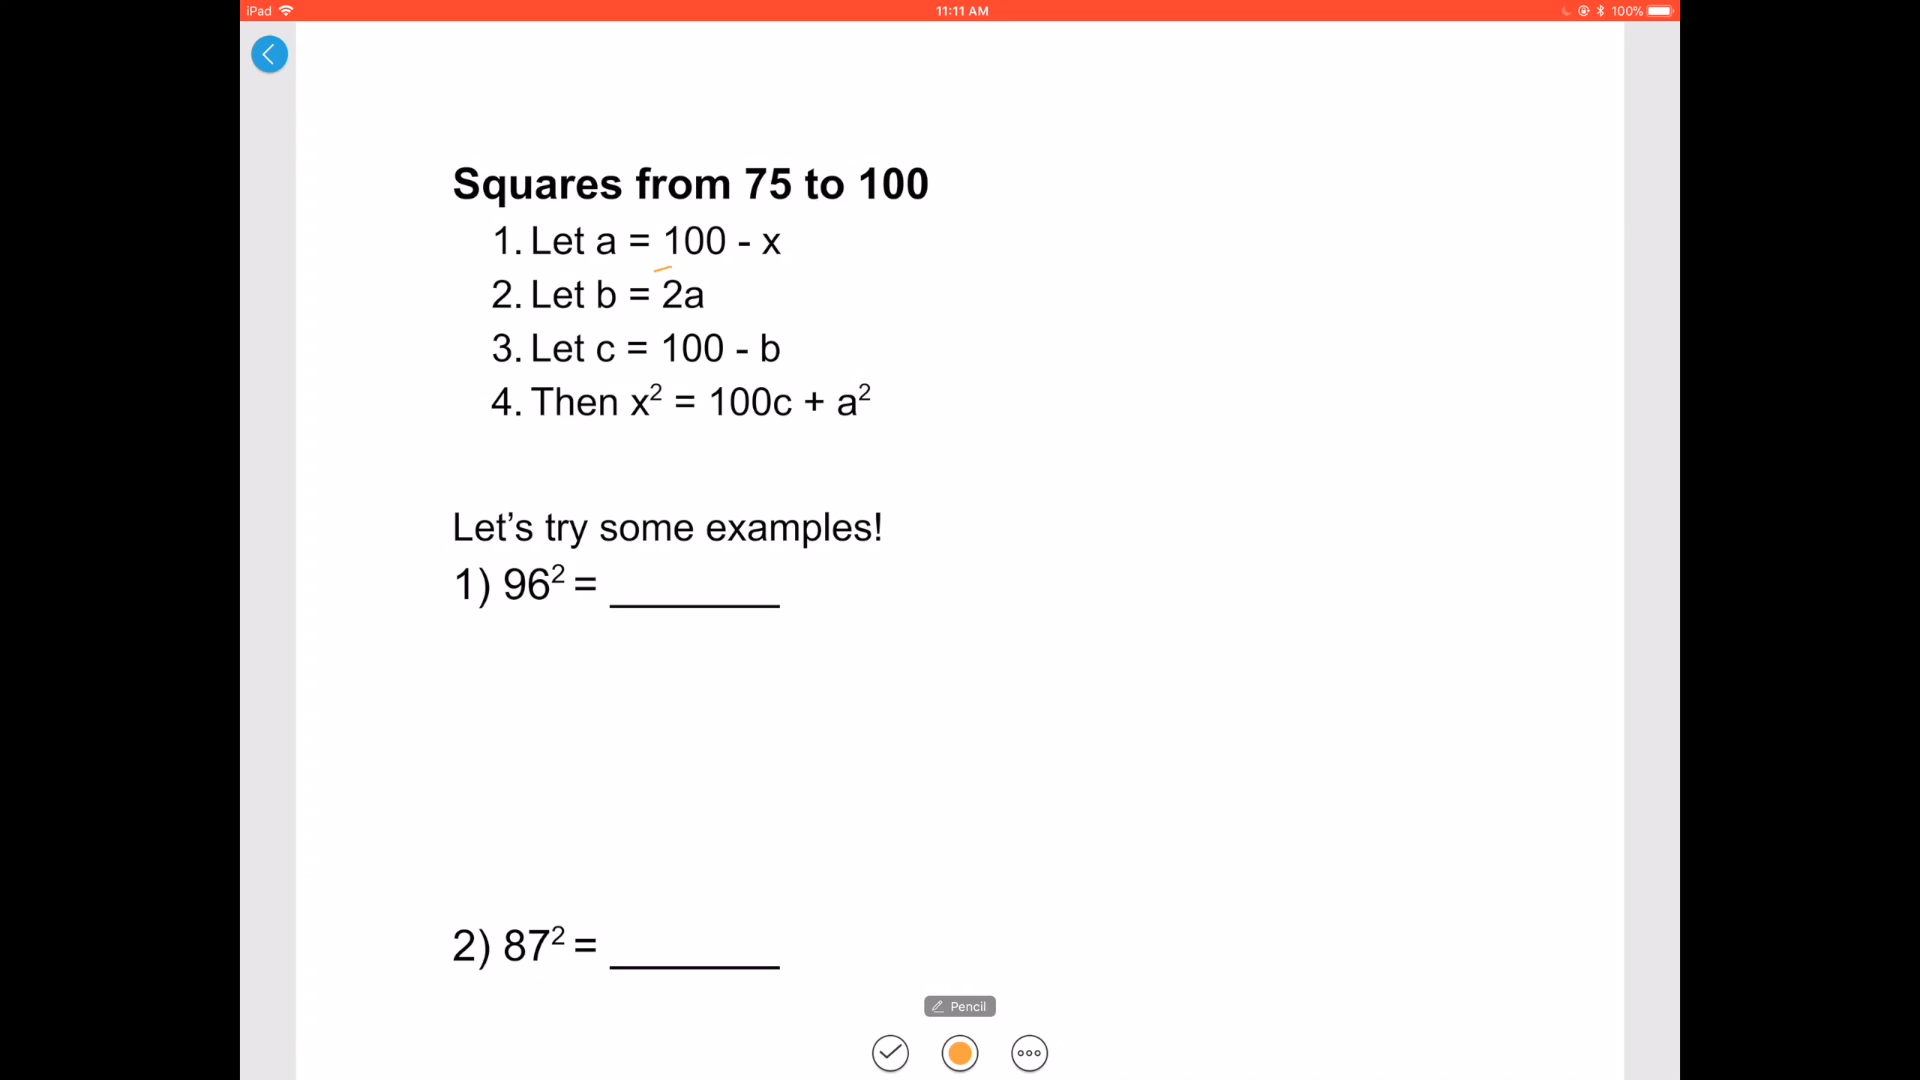 iPad 11:11 AM 100%
Squares from 75 to 100
1. Let a = 100 - x
2. Let b = 2a
3. Let c = 100 - b
4. Then x² = 100c + a²
Let’s try some examples!
1) 96² = ________
2) 87² = ________
Pencil